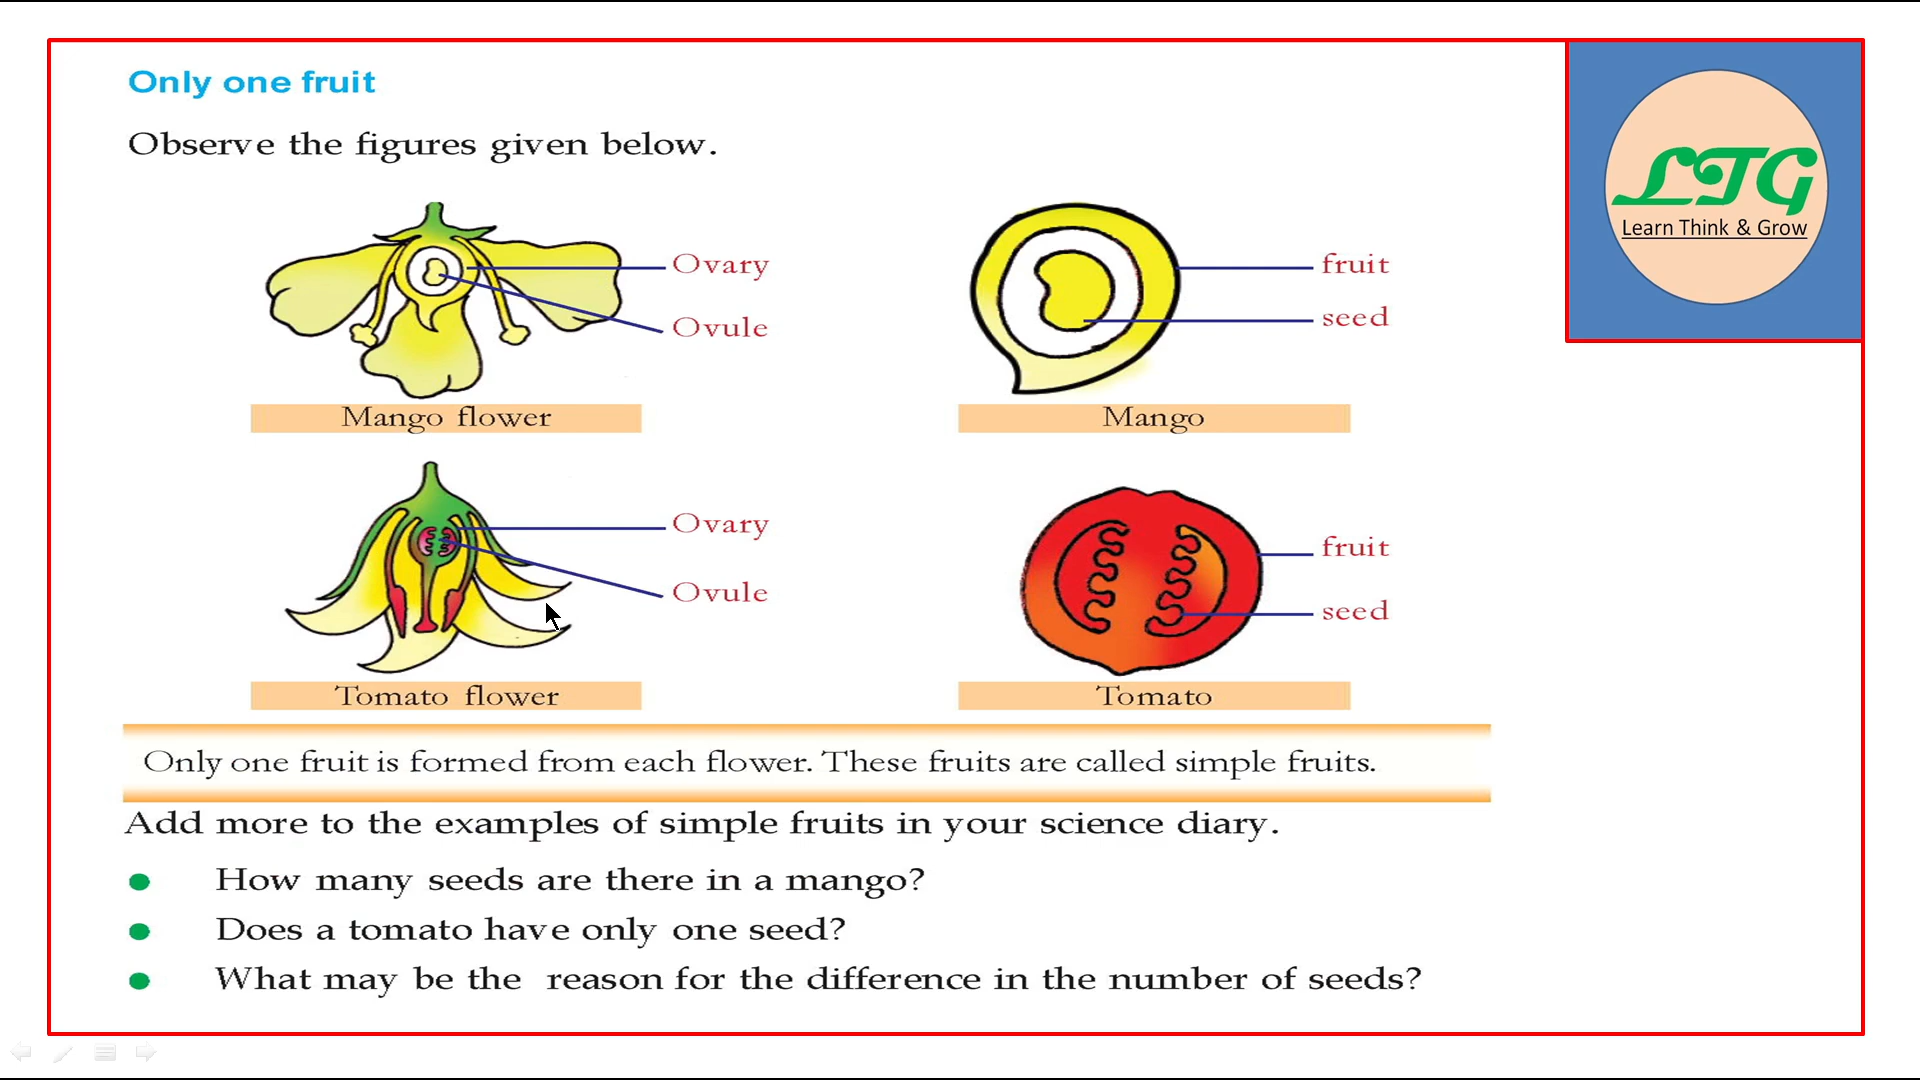 Only one fruit
Observe the figures given below.
LTG
Learn Think & Grow
Ovary
Ovule
Mango flower
fruit
seed
Mango
Ovary
Ovule
Tomato flower
fruit
seed
Tomato
Only one fruit is formed from each flower. These fruits are called simple fruits.
Add more to the examples of simple fruits in your science diary.
How many seeds are there in a mango?
Does a tomato have only one seed?
What may be the reason for the difference in the number of seeds?